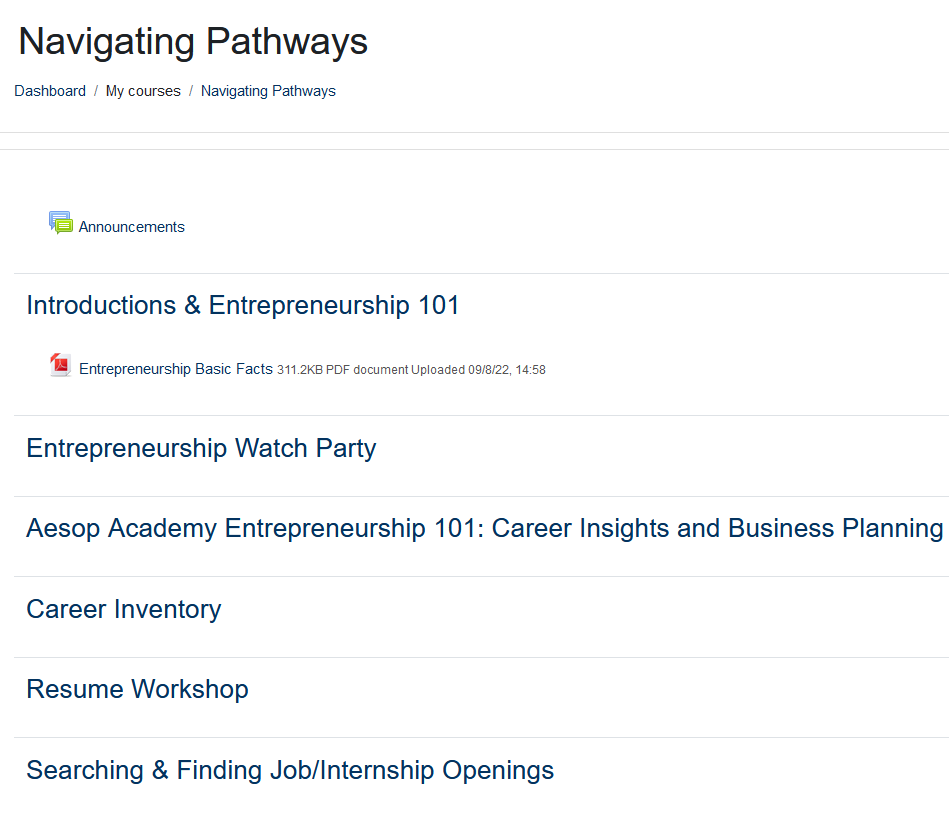 Navigating Pathways
Dashboard / My courses / Navigating Pathways
Announcements
Introductions & Entrepreneurship 101
Entrepreneurship Basic Facts 311.2KB PDF document Uploaded 09/8/22, 14:58
Entrepreneurship Watch Party
Aesop Academy Entrepreneurship 101: Career Insights and Business Planning
Career Inventory
Resume Workshop
Searching & Finding Job/Internship Openings